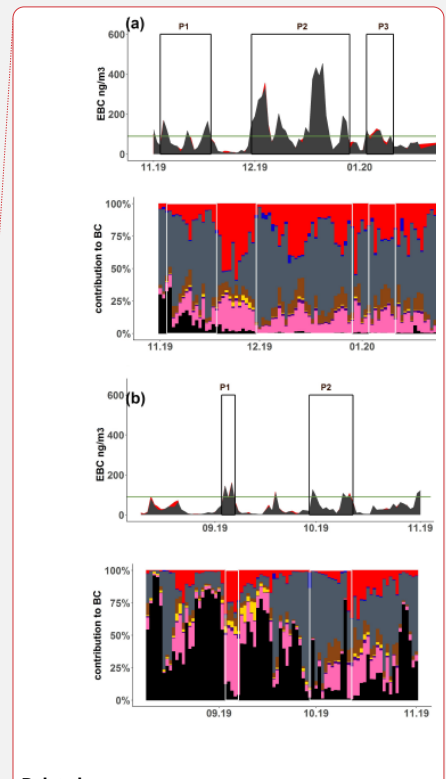 (a)
P1 P2 P3
EBC ng/m3
600
400
200
0
11.19 12.19 01.20
contribution to BC
100%
75%
50%
25%
0%
11.19 12.19 01.20
(b)
P1 P2
EBC ng/m3
600
400
200
0
09.19 10.19 11.19
contribution to BC
100%
75%
50%
25%
0%
09.19 10.19 11.19